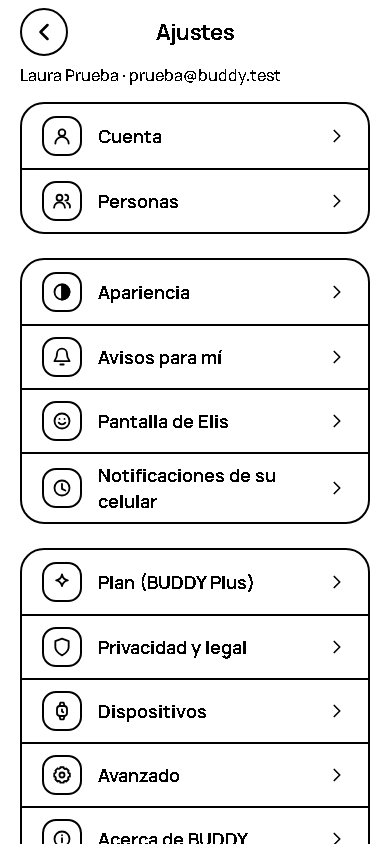 Ajustes
Laura Prueba · prueba@buddy.test
Cuenta
Personas
Apariencia
Avisos para mí
Pantalla de Elis
Notificaciones de su
celular
Plan (BUDDY Plus)
Privacidad y legal
Dispositivos
Avanzado
Acerca de BUDDY